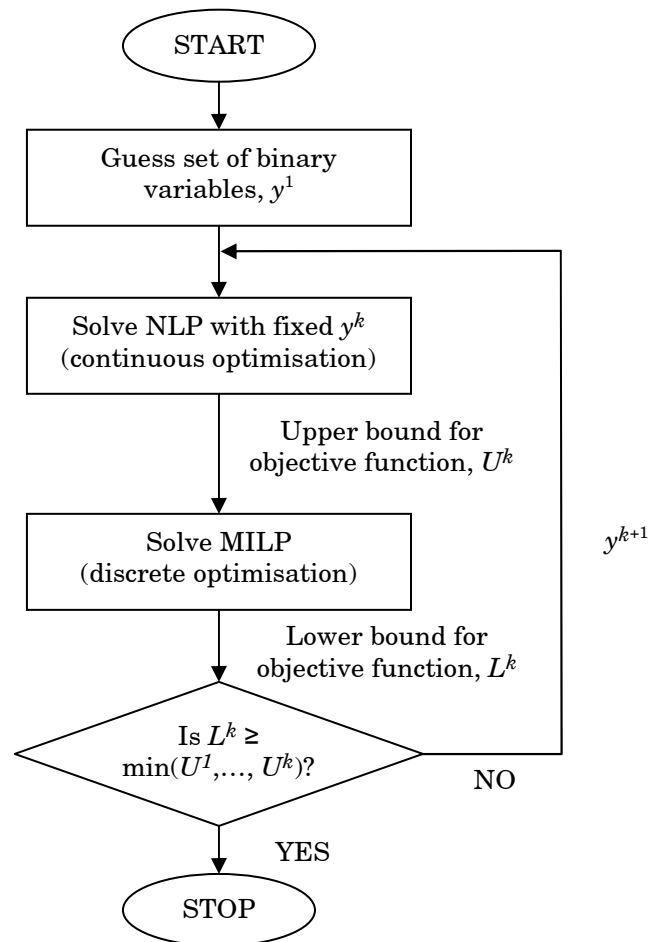 START
Guess set of binary
variables, y¹
Solve NLP with fixed yᵏ
(continuous optimisation)
Upper bound for
objective function, Uᵏ
Solve MILP
(discrete optimisation)
yᵏ⁺¹
Lower bound for
objective function, Lᵏ
Is Lᵏ ≥
min(U¹,…, Uᵏ)?
NO
YES
STOP